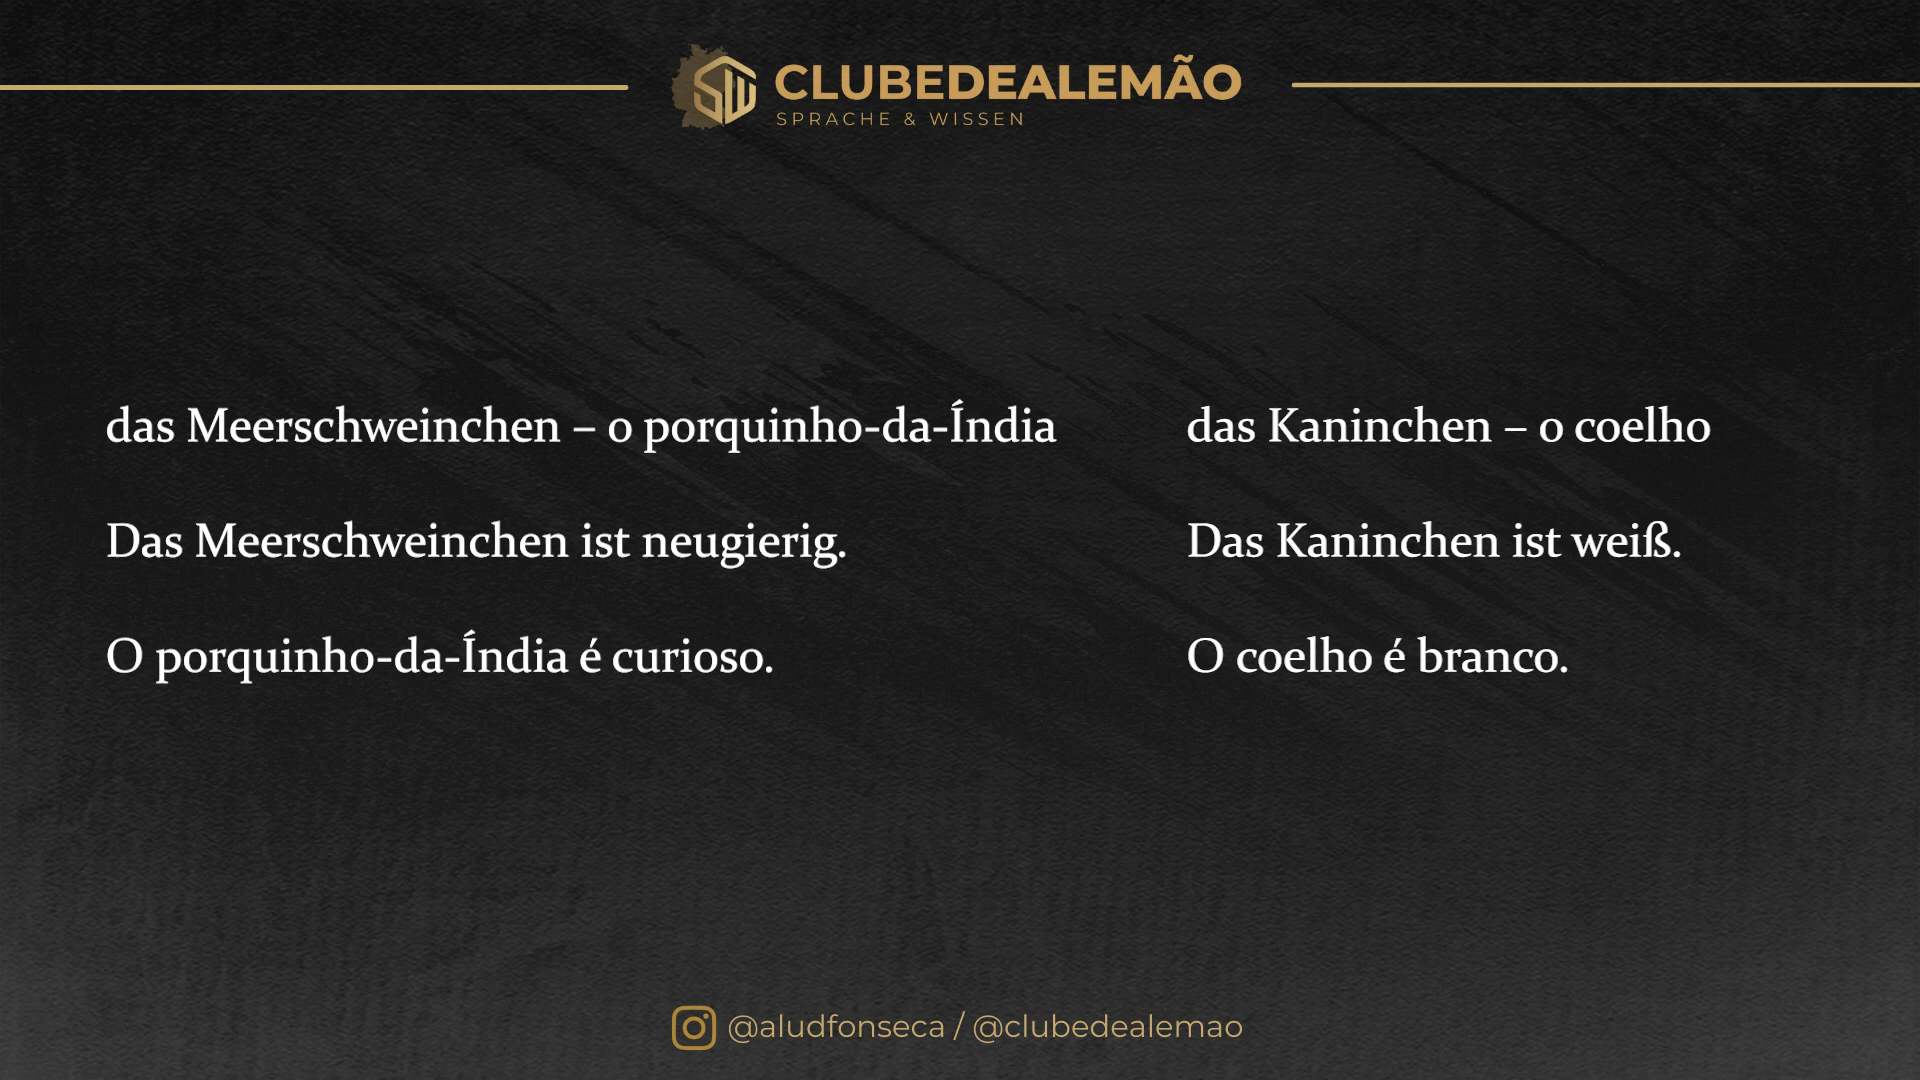 CLUBEDEALEMÃO
SPRACHE & WISSEN
das Meerschweinchen – o porquinho-da-Índia
Das Meerschweinchen ist neugierig.
O porquinho-da-Índia é curioso.
das Kaninchen – o coelho
Das Kaninchen ist weiß.
O coelho é branco.
@aludfonseca / @clubedealemao